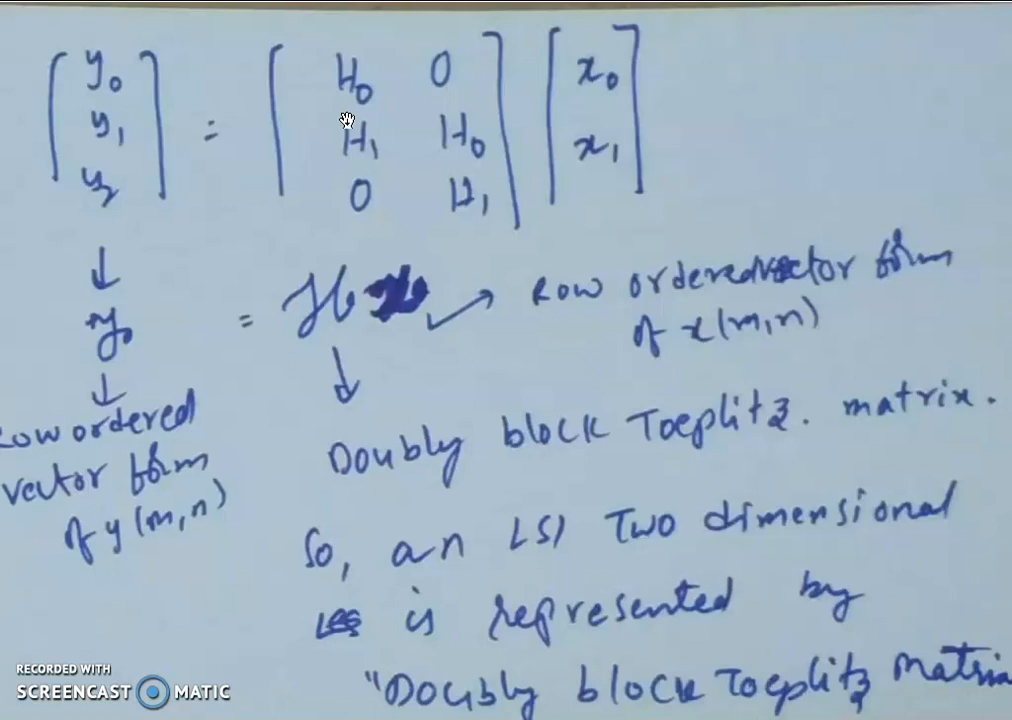 [y₀ y₁ y₂] = [H₀ 0 H₁ H₀ 0 H₁] [x₀ x₁]
y = H x → Row ordered vector form
of x(m,n)
Row ordered
vector form
of y(m,n)
Doubly block Toeplitz. matrix.
So, an LSI Two dimensional
is represented by
"Doubly block Toeplitz matrix
RECORDED WITH
SCREENCAST MATIC